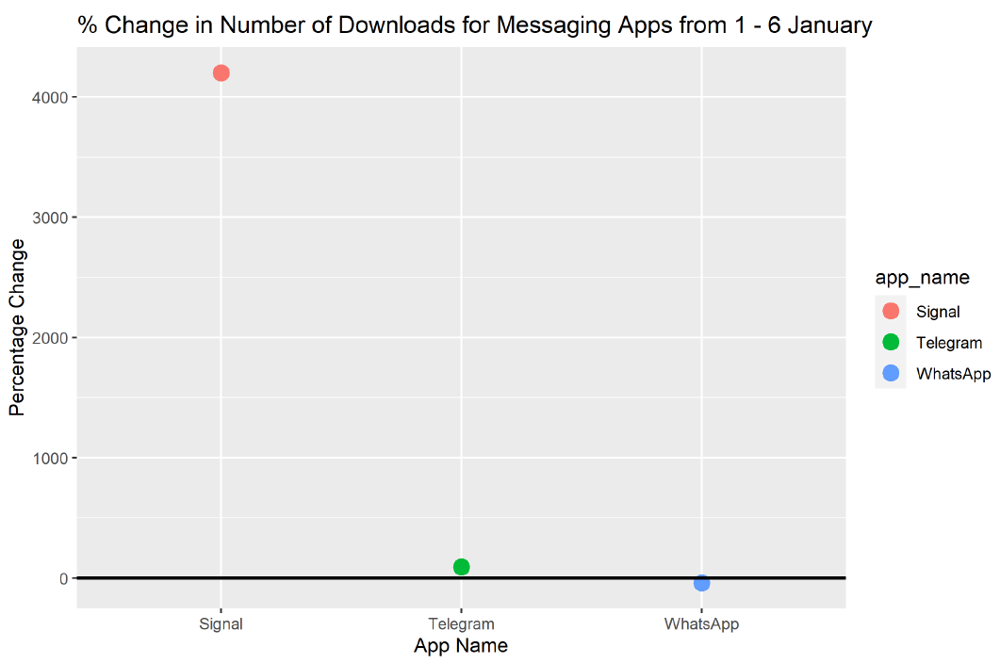 % Change in Number of Downloads for Messaging Apps from 1 - 6 January
Percentage Change
4000
3000
2000
1000
0
Signal Telegram WhatsApp
App Name
app_name
Signal
Telegram
WhatsApp